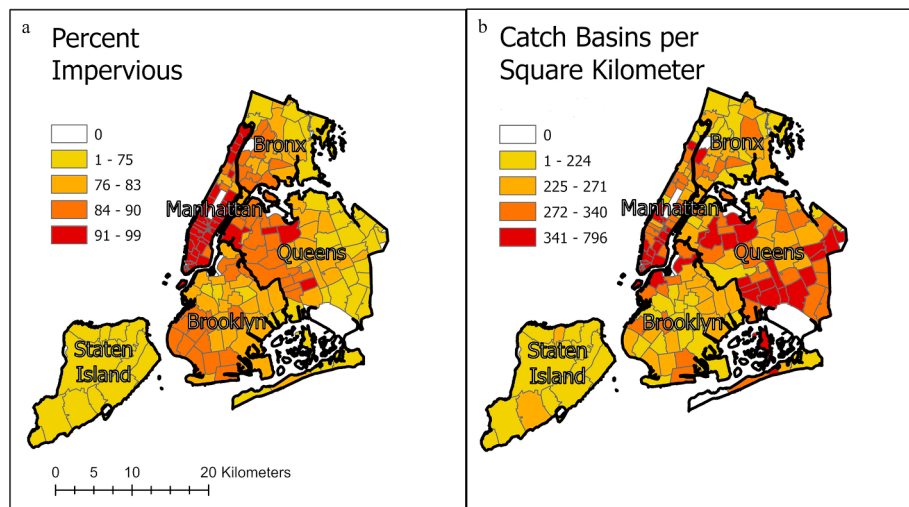 a
Percent
Impervious
0
1 - 75
76 - 83
84 - 90
91 - 99
Bronx
Manhattan
Queens
Brooklyn
Staten
Island
0 5 10 20 Kilometers
b
Catch Basins per
Square Kilometer
0
1 - 224
225 - 271
272 - 340
341 - 796
Bronx
Manhattan
Queens
Brooklyn
Staten
Island